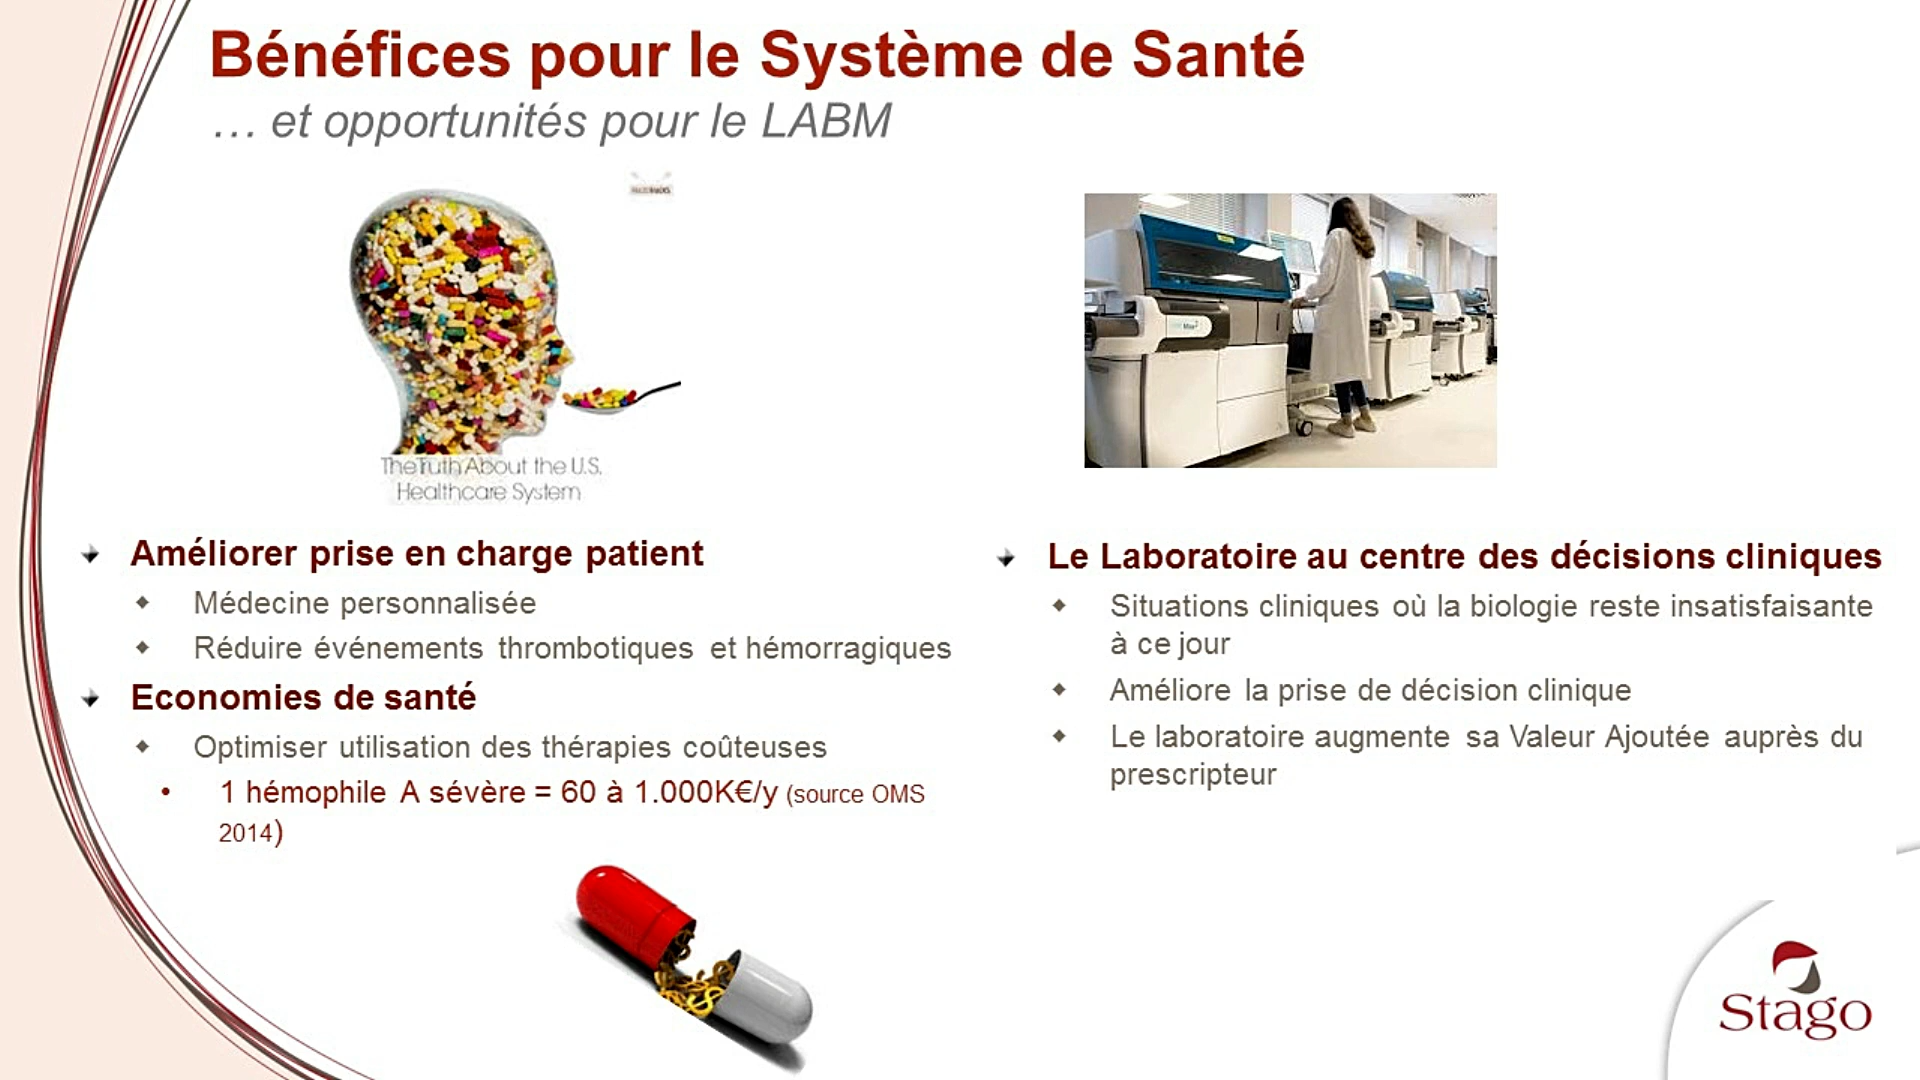 Bénéfices pour le Système de Santé
… et opportunités pour le LABM
The Truth About the U.S.
Healthcare System
Améliorer prise en charge patient
Médecine personnalisée
Réduire événements thrombotiques et hémorragiques
Economies de santé
Optimiser utilisation des thérapies coûteuses
1 hémophile A sévère = 60 à 1.000K€/y (source OMS
2014)
Le Laboratoire au centre des décisions cliniques
Situations cliniques où la biologie reste insatisfaisante
à ce jour
Améliore la prise de décision clinique
Le laboratoire augmente sa Valeur Ajoutée auprès du
prescripteur
Stago